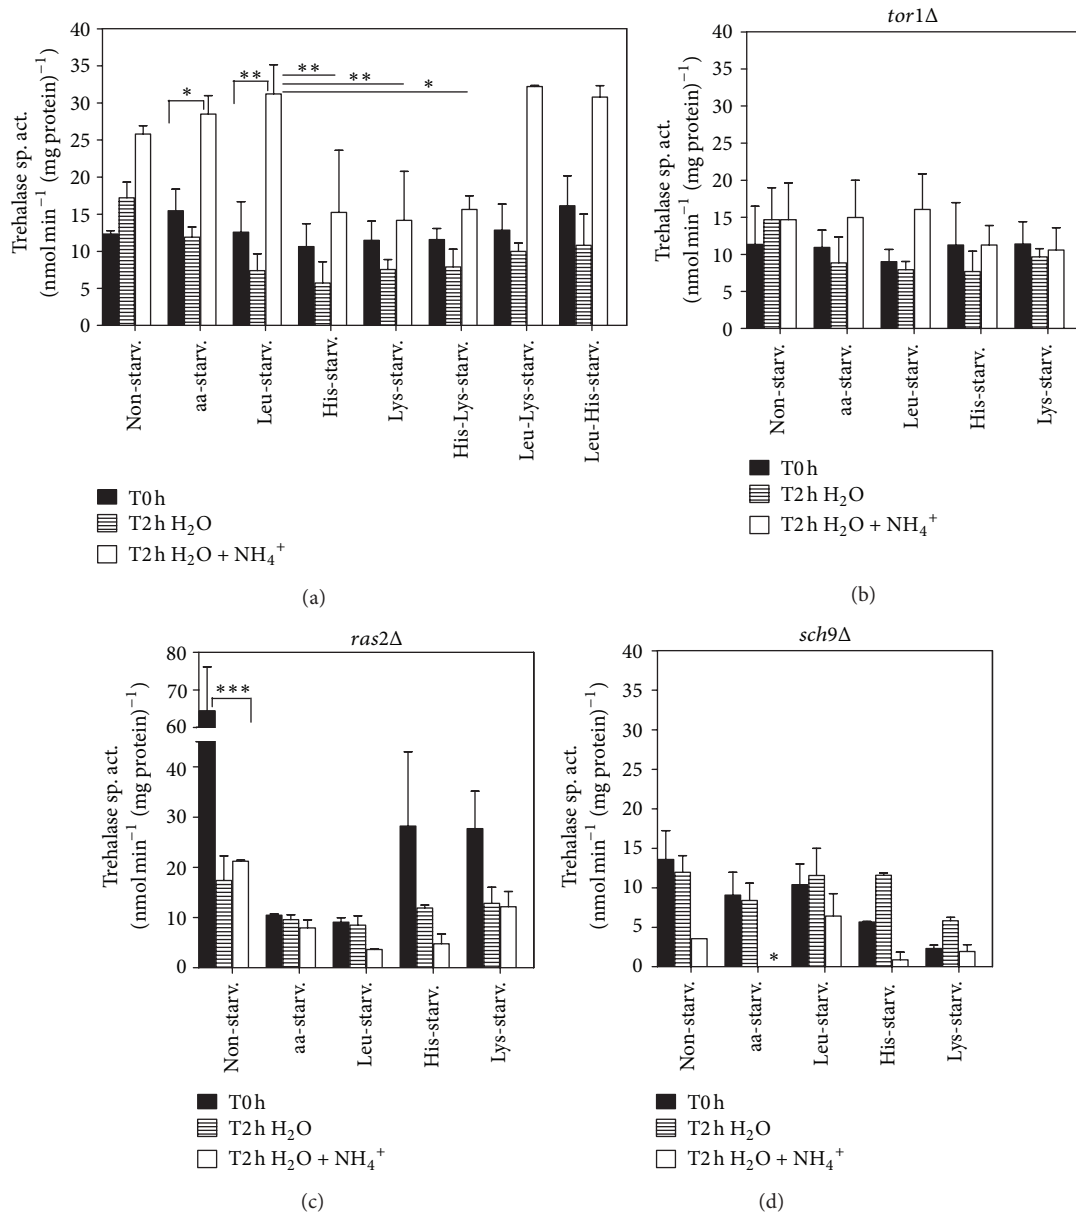 40
35
30
25
20
15
10
5
0
Trehalase sp. act.
(nmol min⁻¹ (mg protein)⁻¹)
*
**
**
**
*
Non-starv.
aa-starv.
Leu-starv.
His-starv.
Lys-starv.
His-Lys-starv.
Leu-Lys-starv.
Leu-His-starv.
T0 h
T2 h H₂O
T2 h H₂O + NH₄⁺
(a)
tor1Δ
40
35
30
25
20
15
10
5
0
Trehalase sp. act.
(nmol min⁻¹ (mg protein)⁻¹
Non-starv.
aa-starv.
Leu-starv.
His-starv.
Lys-starv.
T0 h
T2 h H₂O
T2 h H₂O + NH₄⁺
(b)
ras2Δ
80
70
60
40
30
20
10
0
Trehalase sp. act.
(nmol min⁻¹ (mg protein)⁻¹
***
Non-starv.
aa-starv.
Leu-starv.
His-starv.
Lys-starv.
T0 h
T2 h H₂O
T2 h H₂O + NH₄⁺
(c)
sch9Δ
40
35
30
25
20
15
10
5
0
Trehalase sp. act.
(nmol min⁻¹ (mg protein)⁻¹
*
Non-starv.
aa-starv.
Leu-starv.
His-starv.
Lys-starv.
T0 h
T2 h H₂O
T2 h H₂O + NH₄⁺
(d)